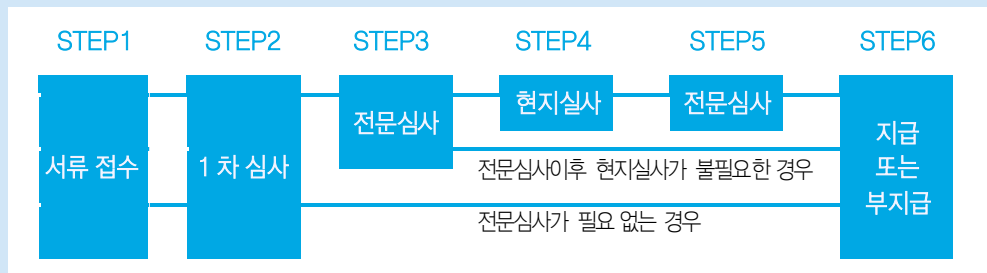 STEP1 STEP2 STEP3 STEP4 STEP5 STEP6
서류 접수
1 차 심사
전문심사
현지실사
전문심사
지급
또는
부지급
전문심사이후 현지실사가 불필요한 경우
전문심사가 필요 없는 경우